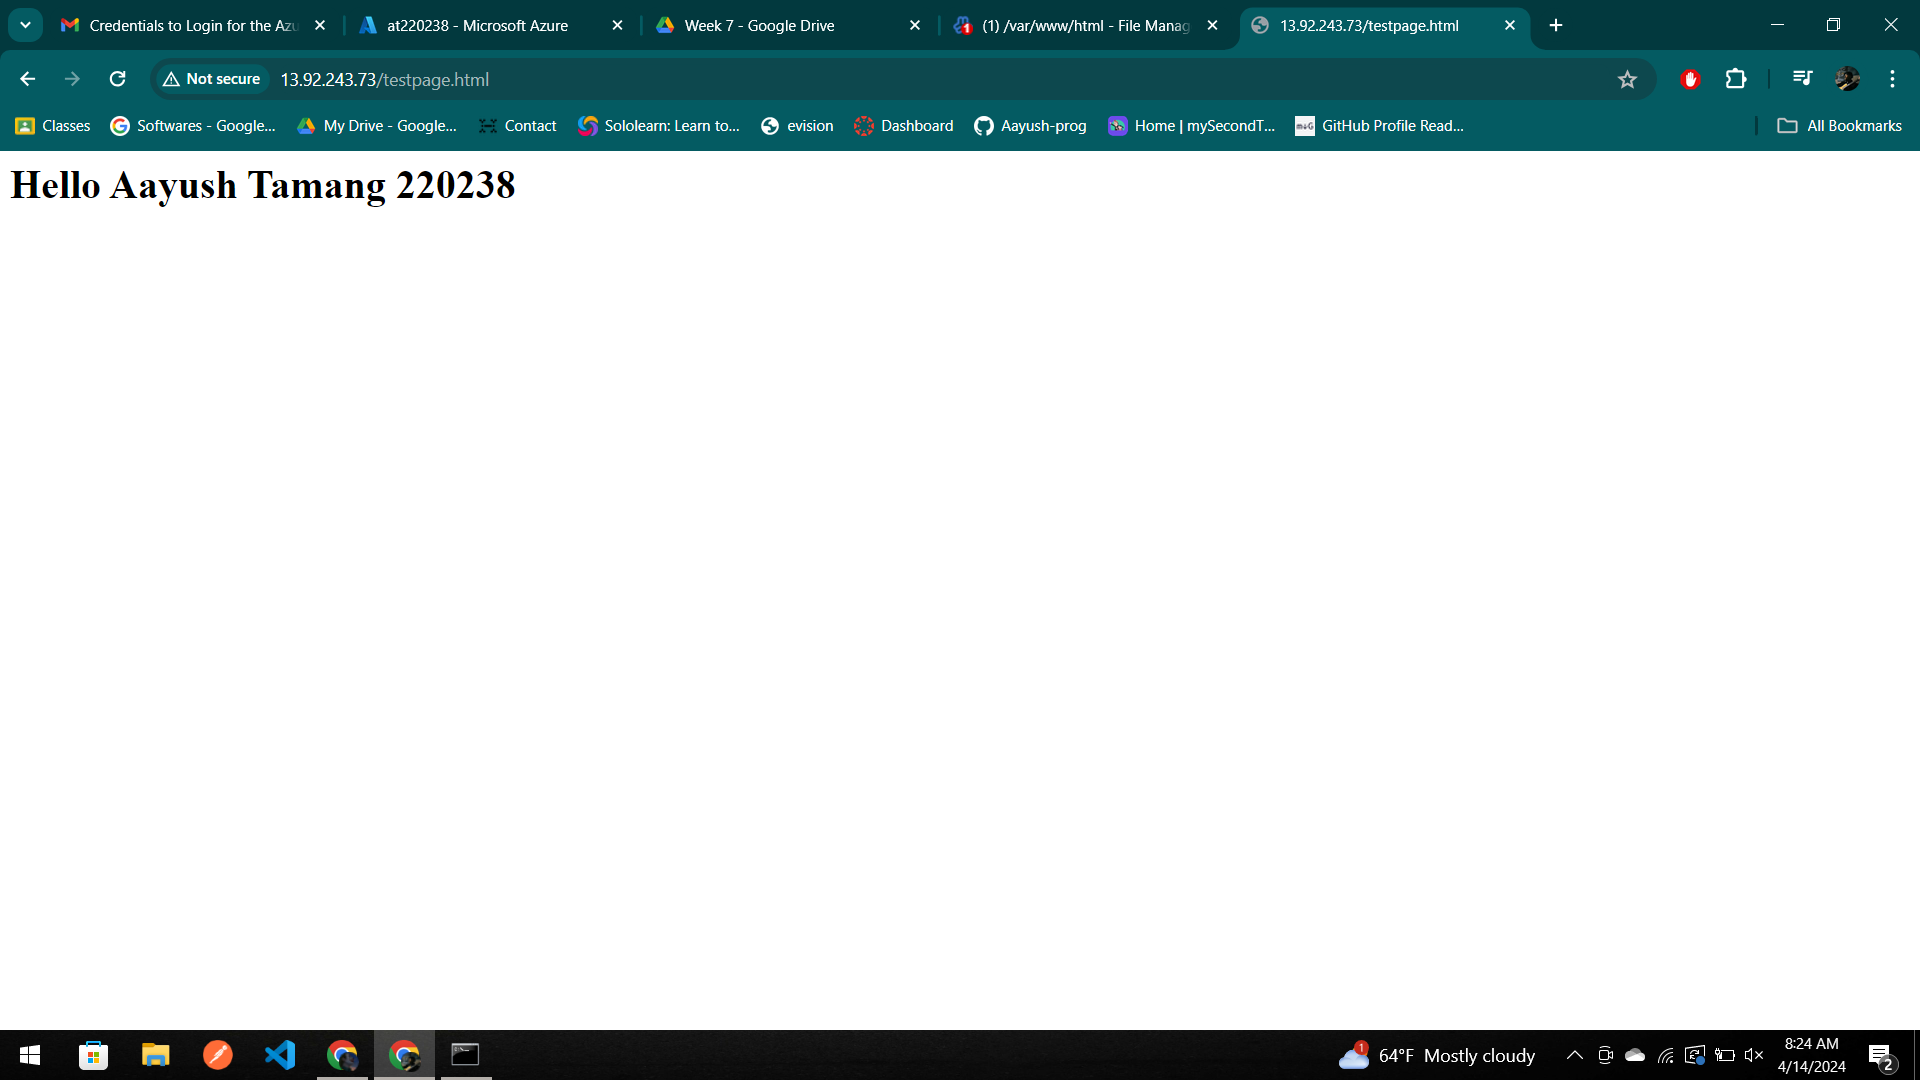 Credentials to Login for the Azu
at220238 - Microsoft Azure
Week 7 - Google Drive
(1) /var/www/html - File Manag
13.92.243.73/testpage.html
Not secure
13.92.243.73/testpage.html
Classes
Softwares - Google...
My Drive - Google...
Contact
Sololearn: Learn to...
evision
Dashboard
Aayush-prog
Home | mySecondT...
GitHub Profile Read...
All Bookmarks
Hello Aayush Tamang 220238
1
64°F Mostly cloudy
8:24 AM
4/14/2024
2